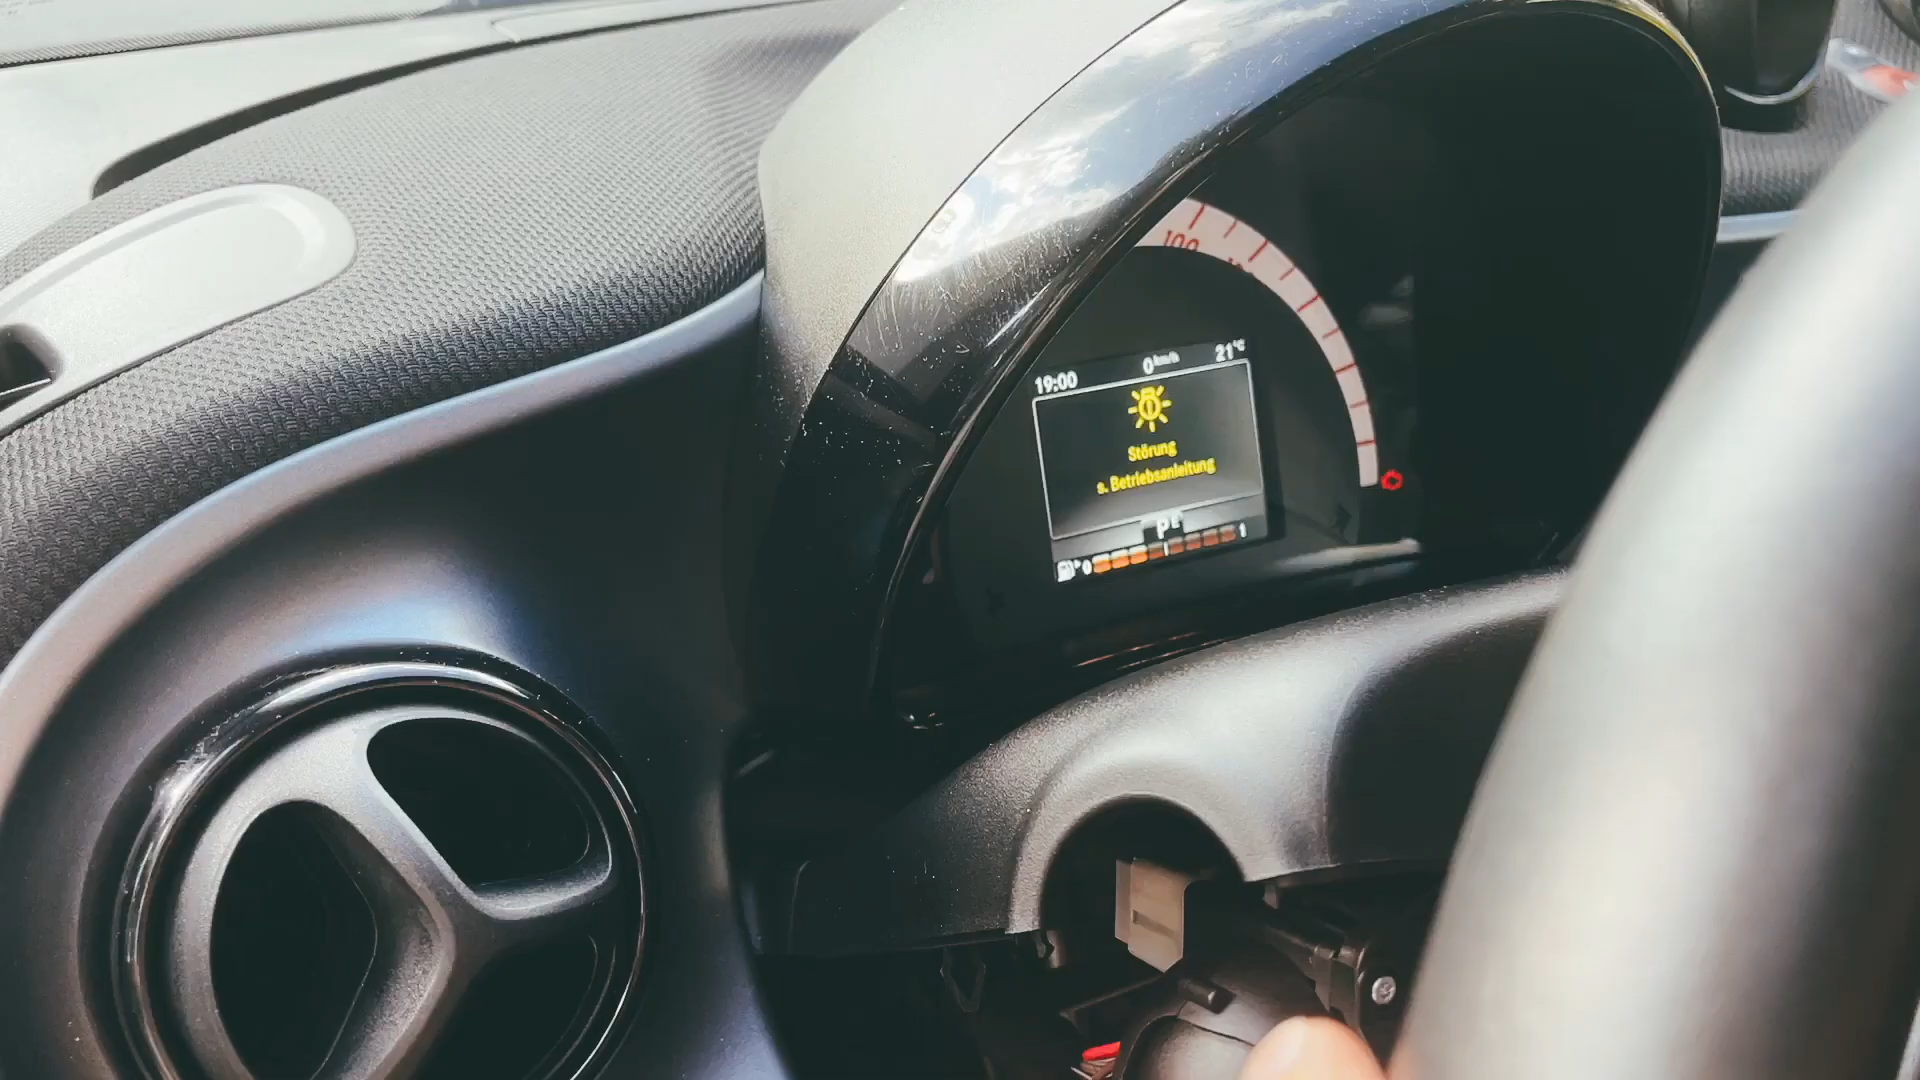 100
19:00 0 km/h 21°C
Störung
s. Betriebsanleitung
P E
0 1